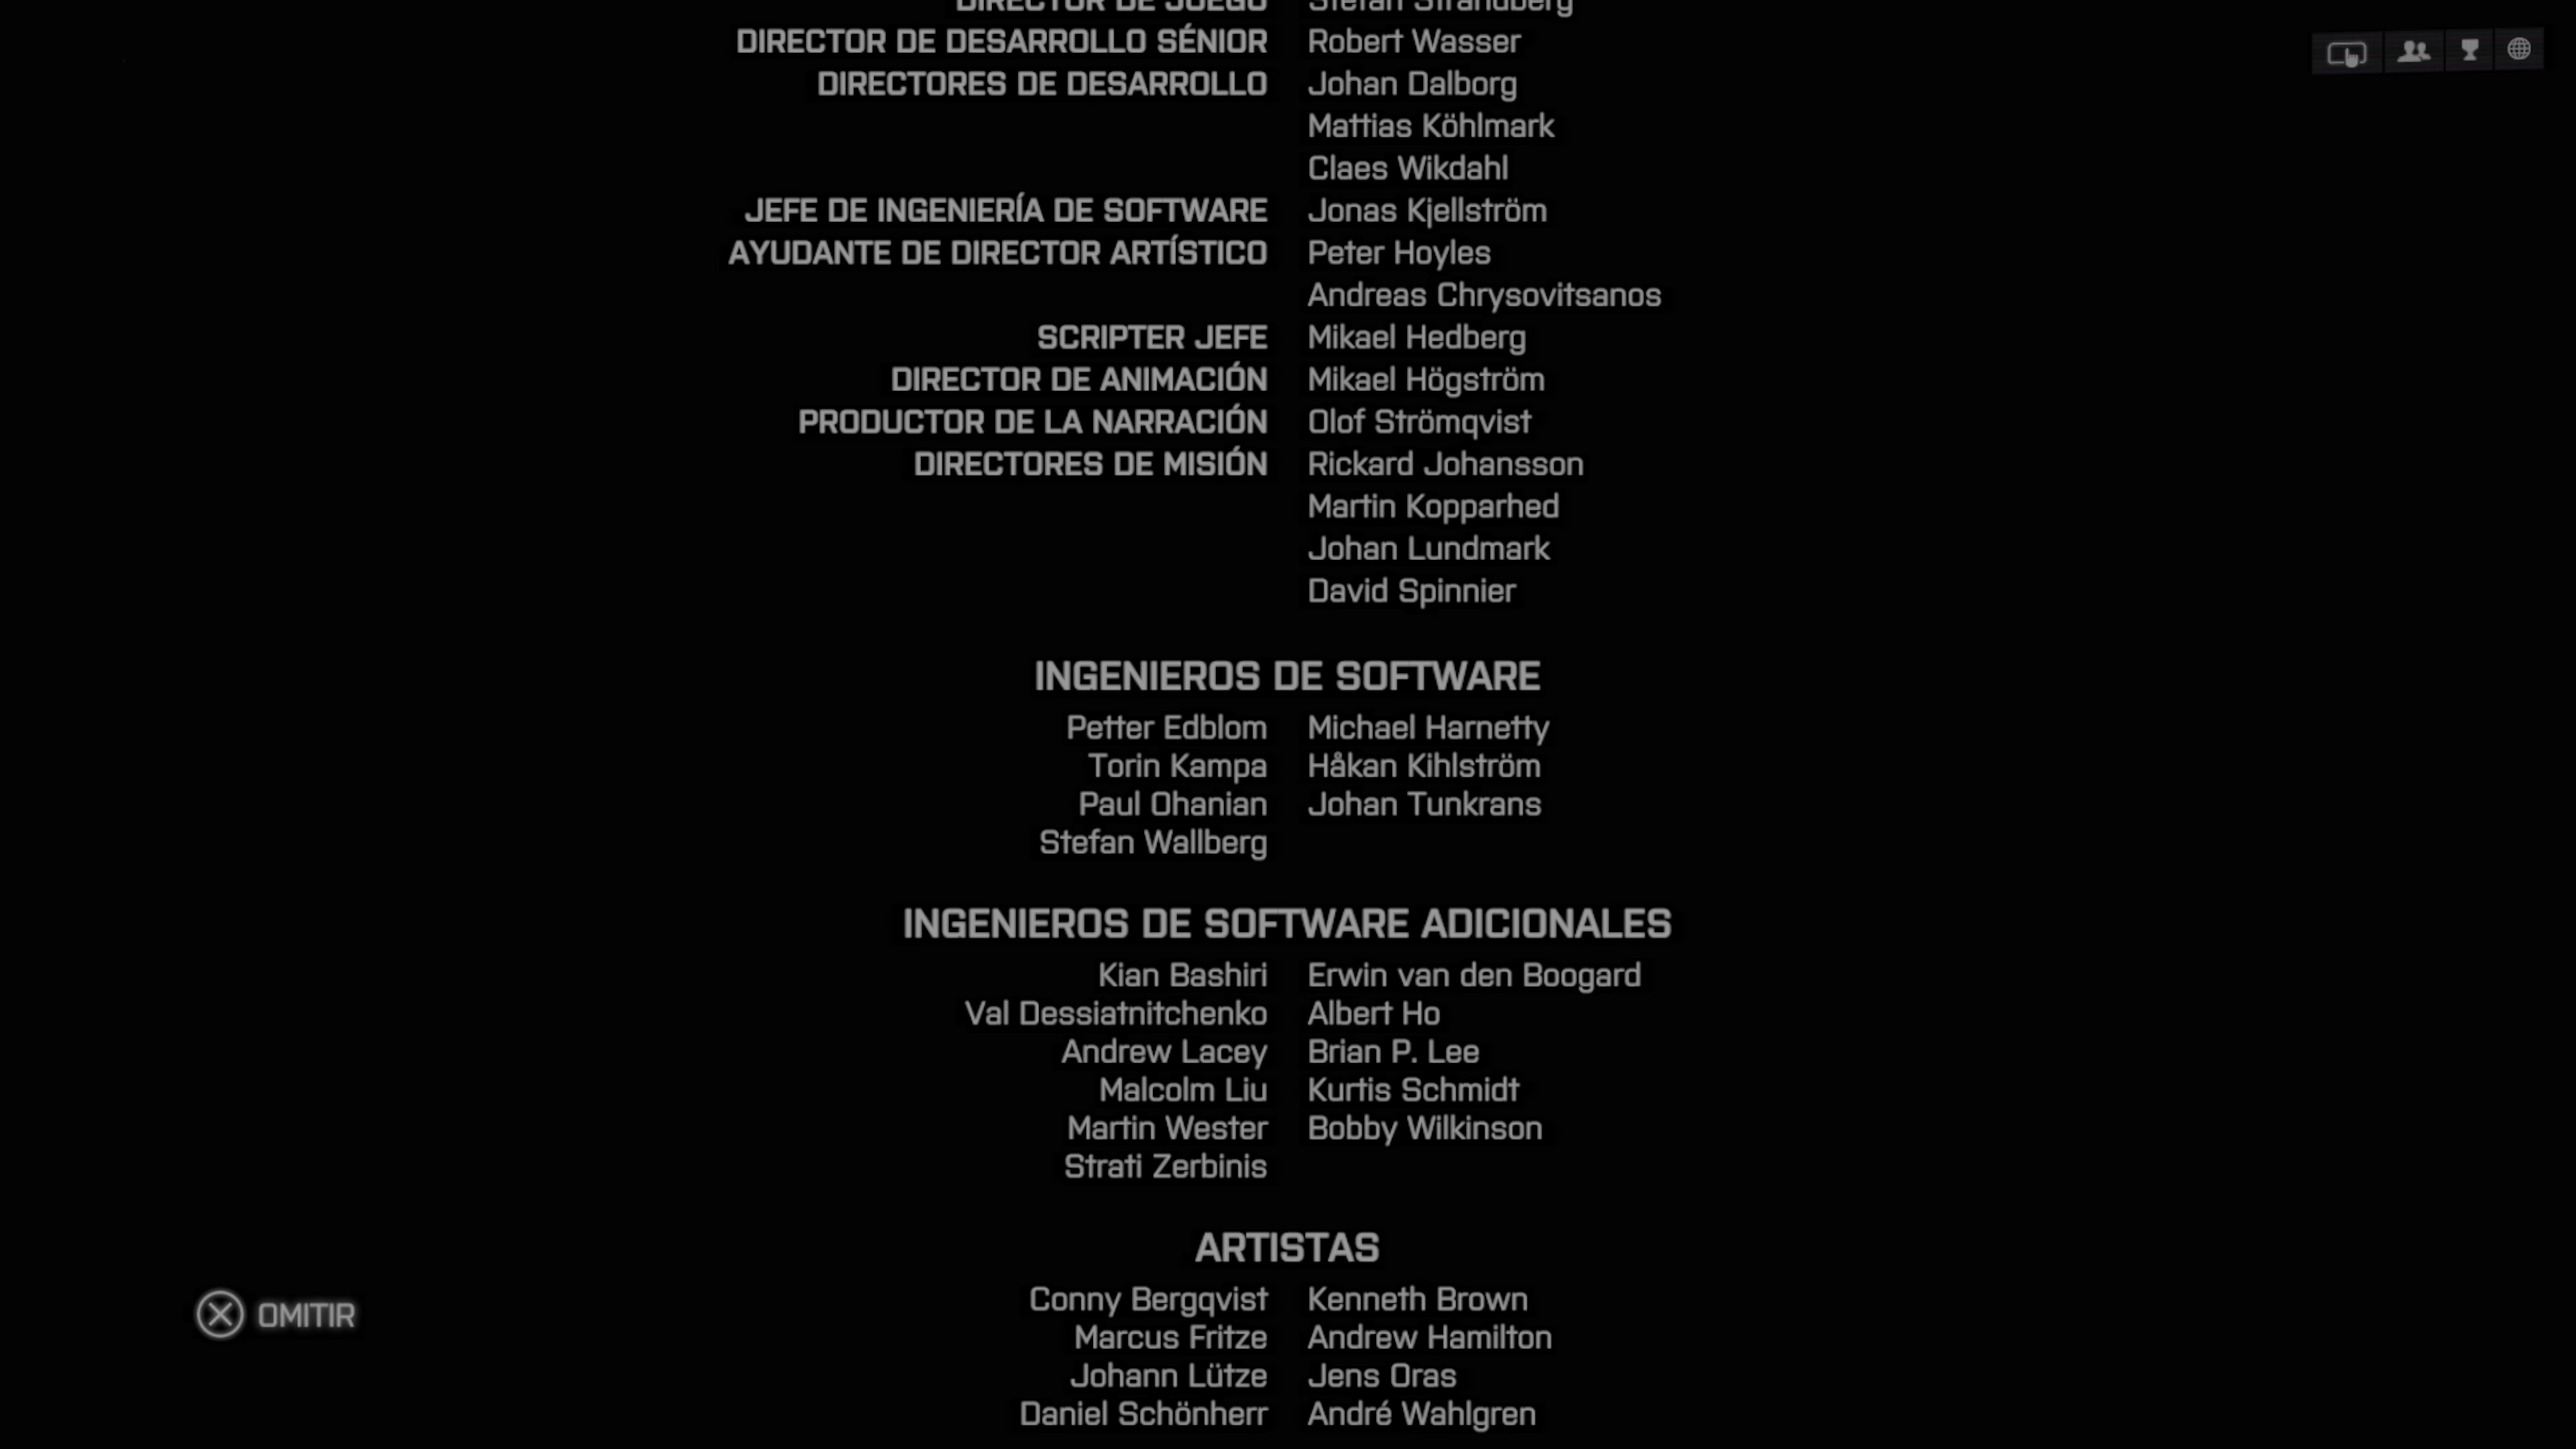 DIRECTOR DE JUEGO Stefan Strandberg
DIRECTOR DE DESARROLLO SÉNIOR Robert Wasser
DIRECTORES DE DESARROLLO Johan Dalborg
Mattias Köhlmark
Claes Wikdahl
JEFE DE INGENIERÍA DE SOFTWARE Jonas Kjellström
AYUDANTE DE DIRECTOR ARTÍSTICO Peter Hoyles
Andreas Chrysovitsanos
SCRIPTER JEFE Mikael Hedberg
DIRECTOR DE ANIMACIÓN Mikael Högström
PRODUCTOR DE LA NARRACIÓN Olof Strömqvist
DIRECTORES DE MISIÓN Rickard Johansson
Martin Kopparhed
Johan Lundmark
David Spinnier
INGENIEROS DE SOFTWARE
Petter Edblom Michael Harnetty
Torin Kampa Håkan Kihlström
Paul Ohanian Johan Tunkrans
Stefan Wallberg
INGENIEROS DE SOFTWARE ADICIONALES
Kian Bashiri Erwin van den Boogard
Val Dessiatnitchenko Albert Ho
Andrew Lacey Brian P. Lee
Malcolm Liu Kurtis Schmidt
Martin Wester Bobby Wilkinson
Strati Zerbinis
ARTISTAS
Conny Bergqvist Kenneth Brown
Marcus Fritze Andrew Hamilton
Johann Lütze Jens Oras
Daniel Schönherr André Wahlgren
OMITIR